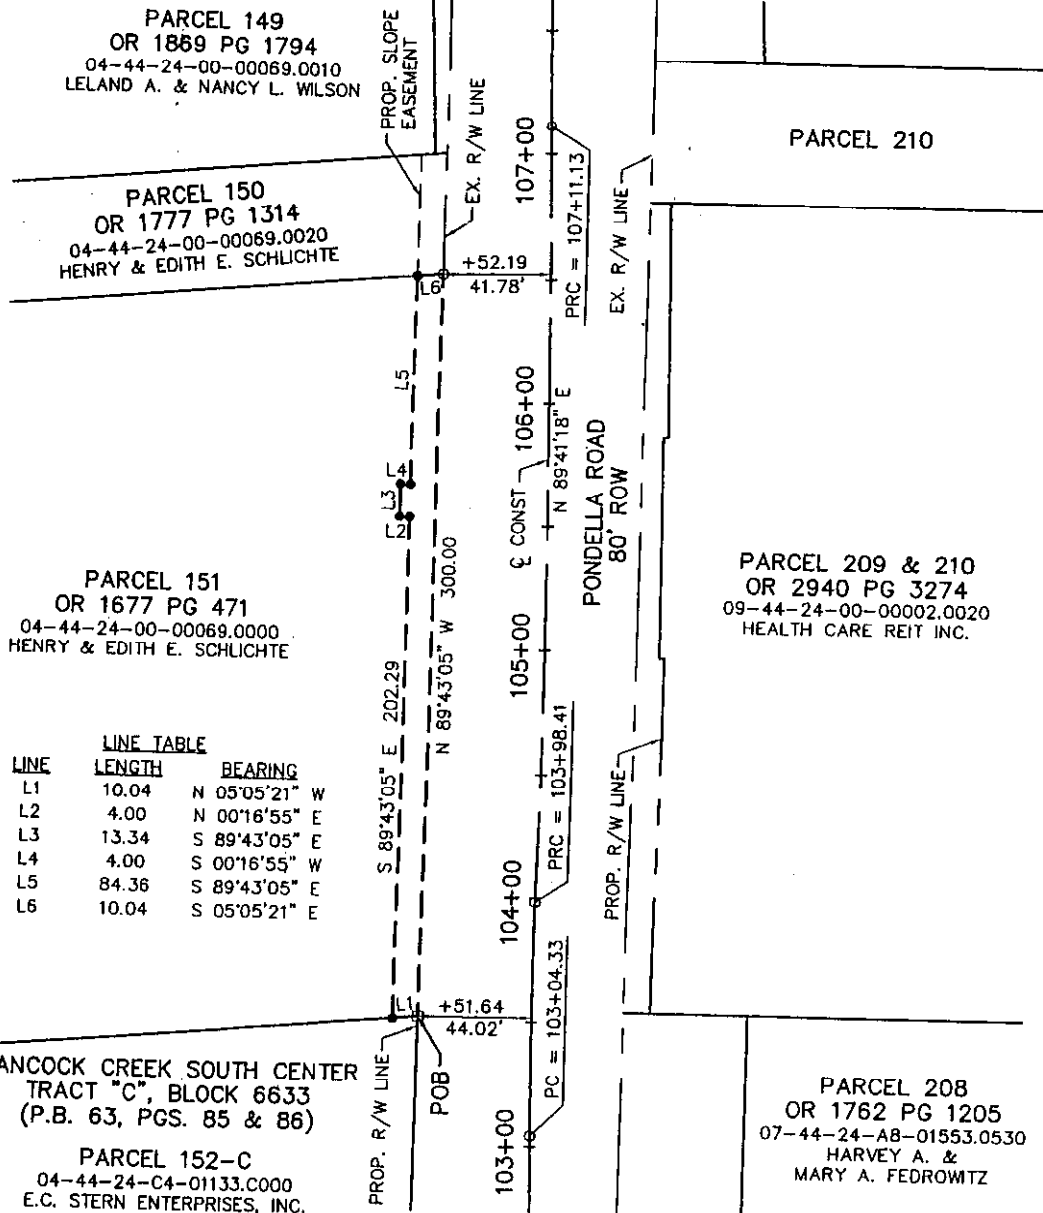 PARCEL 149
OR 1869 PG 1794
04-44-24-00-00069.0010
LELAND A. & NANCY L. WILSON
PROP. SLOPE
EASEMENT
EX. R/W LINE
107+00
PRC = 107+11.13
EX. R/W LINE
PARCEL 210
PARCEL 150
OR 1777 PG 1314
04-44-24-00-00069.0020
HENRY & EDITH E. SCHLICHTE
L6
+52.19
41.78'
L5
106+00
N 89°41'18" E
L4
L3
L2
℄ CONST
PONDELLA ROAD
80' ROW
PARCEL 151
OR 1677 PG 471
04-44-24-00-00069.0000
HENRY & EDITH E. SCHLICHTE
S 89°43'05" E 202.29
N 89°43'05" W 300.00
105+00
PARCEL 209 & 210
OR 2940 PG 3274
09-44-24-00-00002.0020
HEALTH CARE REIT INC.
LINE TABLE
LINE LENGTH BEARING
L1 10.04 N 05°05'21" W
L2 4.00 N 00°16'55" E
L3 13.34 S 89°43'05" E
L4 4.00 S 00°16'55" W
L5 84.36 S 89°43'05" E
L6 10.04 S 05°05'21" E
PRC = 103+98.41
104+00
PROP. R/W LINE
L1
+51.64
44.02'
PC = 103+04.33
103+00
POB
PROP. R/W LINE
ANCOCK CREEK SOUTH CENTER
TRACT "C", BLOCK 6633
(P.B. 63, PGS. 85 & 86)
PARCEL 152-C
04-44-24-C4-01133.C000
E.C. STERN ENTERPRISES, INC.
PARCEL 208
OR 1762 PG 1205
07-44-24-A8-01553.0530
HARVEY A. &
MARY A. FEDROWITZ